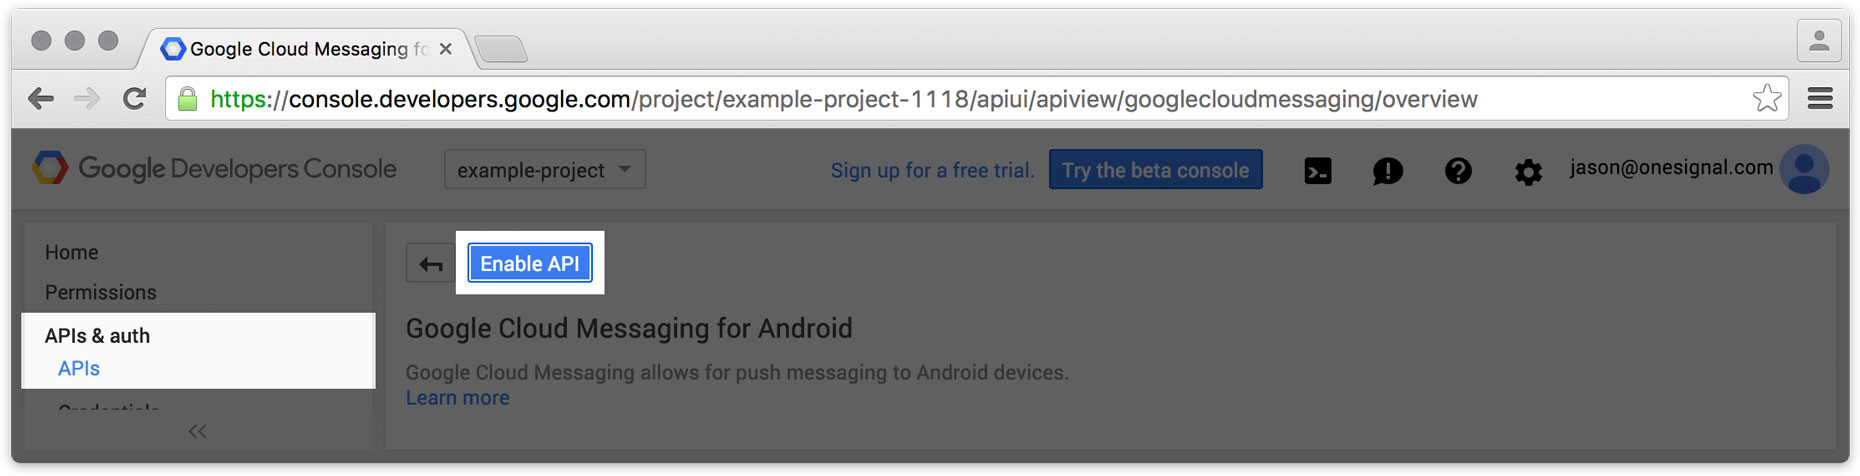 Google Cloud Messaging fo
https://console.developers.google.com/project/example-project-1118/apiui/apiview/googlecloudmessaging/overview
Google Developers Console
example-project
Sign up for a free trial.
Try the beta console
jason@onesignal.com
Home
Permissions
APIs & auth
APIs
Credentials
Enable API
Google Cloud Messaging for Android
Google Cloud Messaging allows for push messaging to Android devices.
Learn more